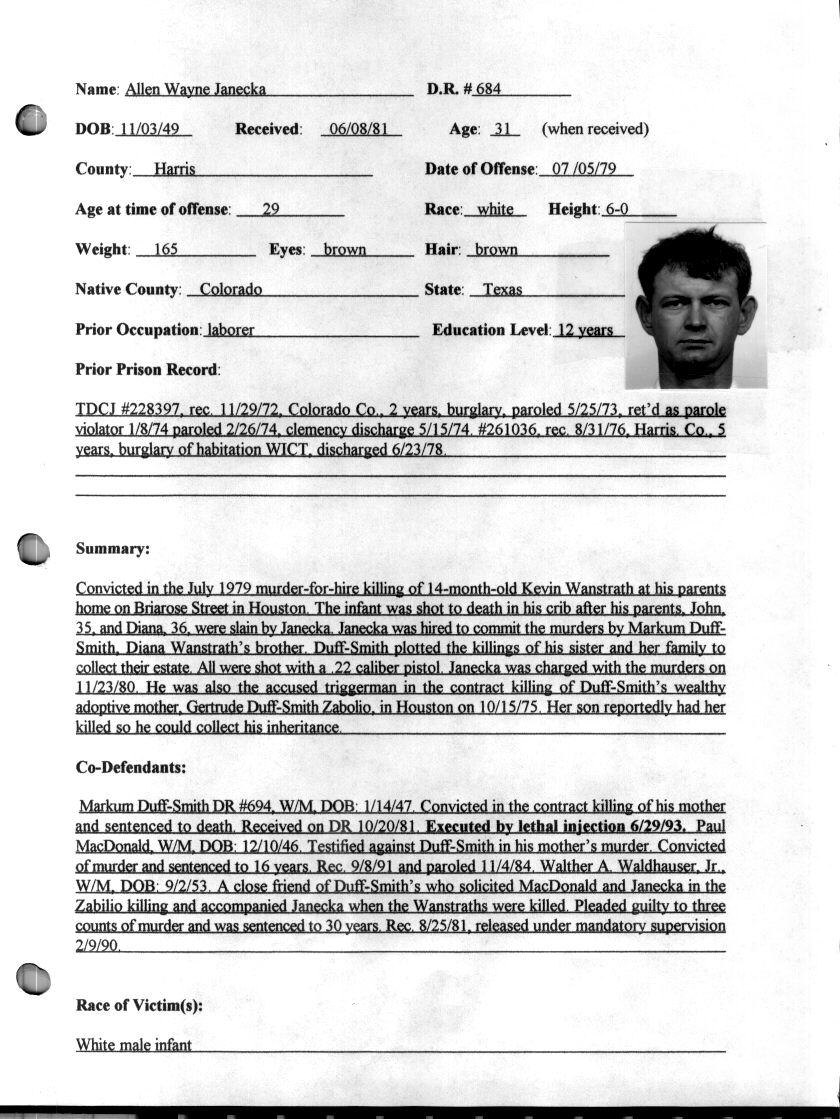 Name: Allen Wayne Janecka D.R. # 684
DOB: 11/03/49 Received: 06/08/81 Age: 31 (when received)
County: Harris Date of Offense: 07 /05/79
Age at time of offense: 29 Race: white Height: 6-0
Weight: 165 Eyes: brown Hair: brown
Native County: Colorado State: Texas
Prior Occupation: laborer Education Level: 12 years
Prior Prison Record:
TDCJ #228397, rec. 11/29/72, Colorado Co., 2 years, burglary, paroled 5/25/73, ret'd as parole
violator 1/8/74 paroled 2/26/74, clemency discharge 5/15/74. #261036, rec. 8/31/76, Harris. Co., 5
years, burglary of habitation WICT, discharged 6/23/78.
Summary:
Convicted in the July 1979 murder-for-hire killing of 14-month-old Kevin Wanstrath at his parents
home on Briarose Street in Houston. The infant was shot to death in his crib after his parents, John,
35, and Diana, 36, were slain by Janecka. Janecka was hired to commit the murders by Markum Duff-
Smith, Diana Wanstrath's brother. Duff-Smith plotted the killings of his sister and her family to
collect their estate. All were shot with a .22 caliber pistol. Janecka was charged with the murders on
11/23/80. He was also the accused triggerman in the contract killing of Duff-Smith's wealthy
adoptive mother, Gertrude Duff-Smith Zabolio, in Houston on 10/15/75. Her son reportedly had her
killed so he could collect his inheritance.
Co-Defendants:
Markum Duff-Smith DR #694, W/M, DOB: 1/14/47. Convicted in the contract killing of his mother
and sentenced to death. Received on DR 10/20/81. Executed by lethal injection 6/29/93. Paul
MacDonald, W/M, DOB: 12/10/46. Testified against Duff-Smith in his mother's murder. Convicted
of murder and sentenced to 16 years. Rec. 9/8/91 and paroled 11/4/84. Walther A. Waldhauser, Jr.,
W/M, DOB: 9/2/53. A close friend of Duff-Smith's who solicited MacDonald and Janecka in the
Zabilio killing and accompanied Janecka when the Wanstraths were killed. Pleaded guilty to three
counts of murder and was sentenced to 30 years. Rec. 8/25/81, released under mandatory supervision
2/9/90.
Race of Victim(s):
White male infant